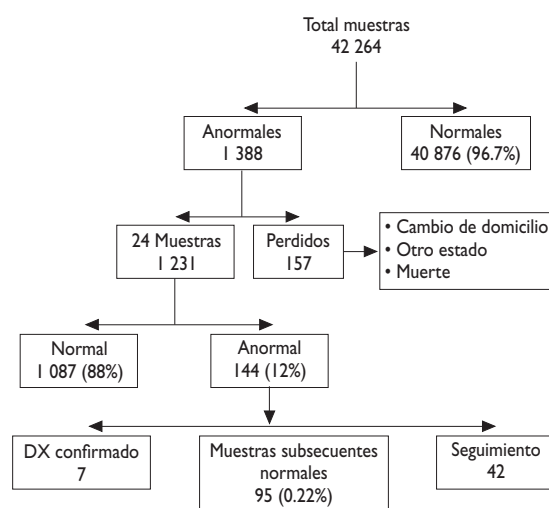 Total muestras
42 264
Anormales
1 388
Normales
40 876 (96.7%)
24 Muestras
1 231
Perdidos
157
• Cambio de domicilio
• Otro estado
• Muerte
Normal
1 087 (88%)
Anormal
144 (12%)
DX confirmado
7
Muestras subsecuentes
normales
95 (0.22%)
Seguimiento
42